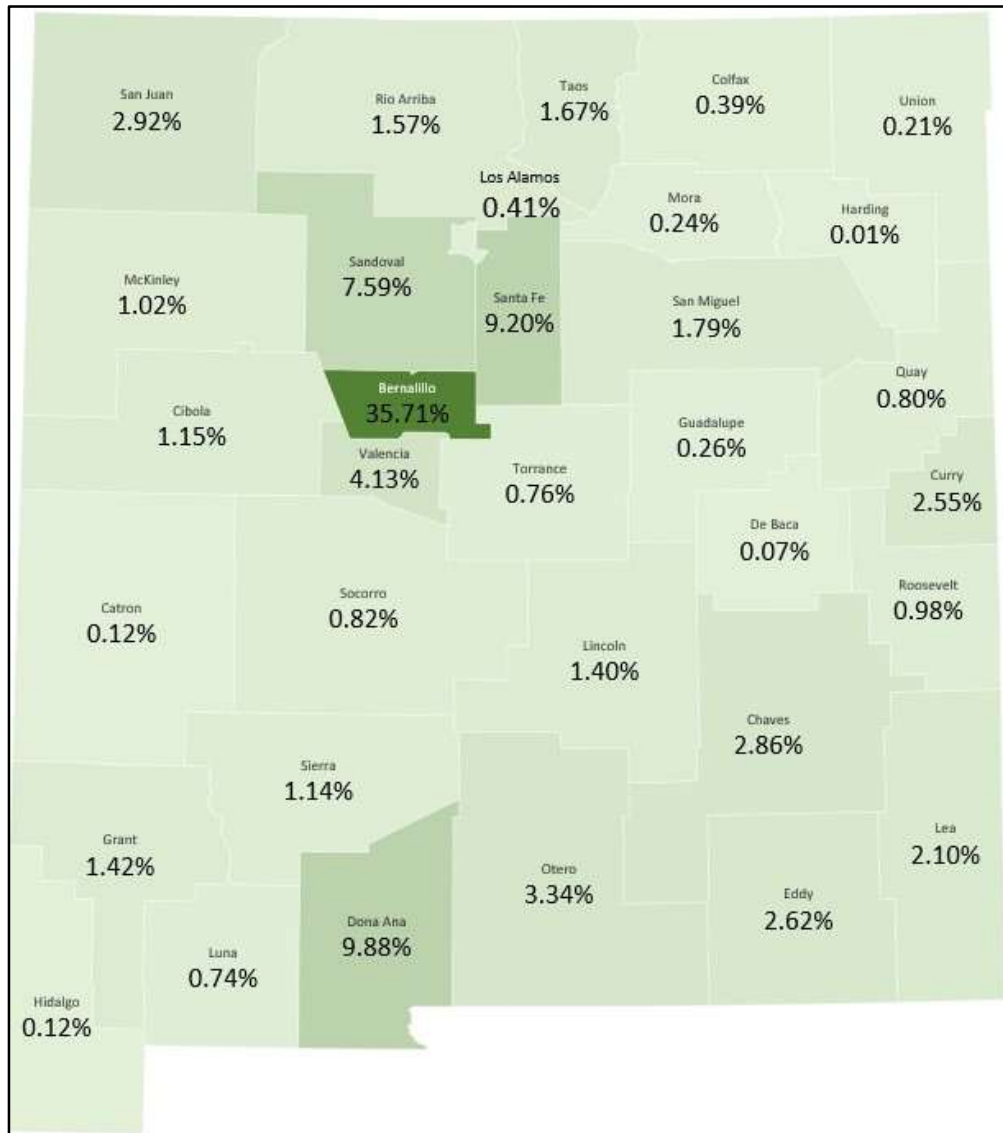 San Juan
2.92%
Rio Arriba
1.57%
Taos
1.67%
Colfax
0.39%
Union
0.21%
Los Alamos
0.41%
Mora
0.24%
Harding
0.01%
McKinley
1.02%
Sandoval
7.59%
Santa Fe
9.20%
San Miguel
1.79%
Quay
0.80%
Bernalillo
35.71%
Cibola
1.15%
Guadalupe
0.26%
Valencia
4.13%
Torrance
0.76%
Curry
2.55%
De Baca
0.07%
Roosevelt
0.98%
Catron
0.12%
Socorro
0.82%
Lincoln
1.40%
Chaves
2.86%
Sierra
1.14%
Grant
1.42%
Lea
2.10%
Otero
3.34%
Eddy
2.62%
Dona Ana
9.88%
Luna
0.74%
Hidalgo
0.12%